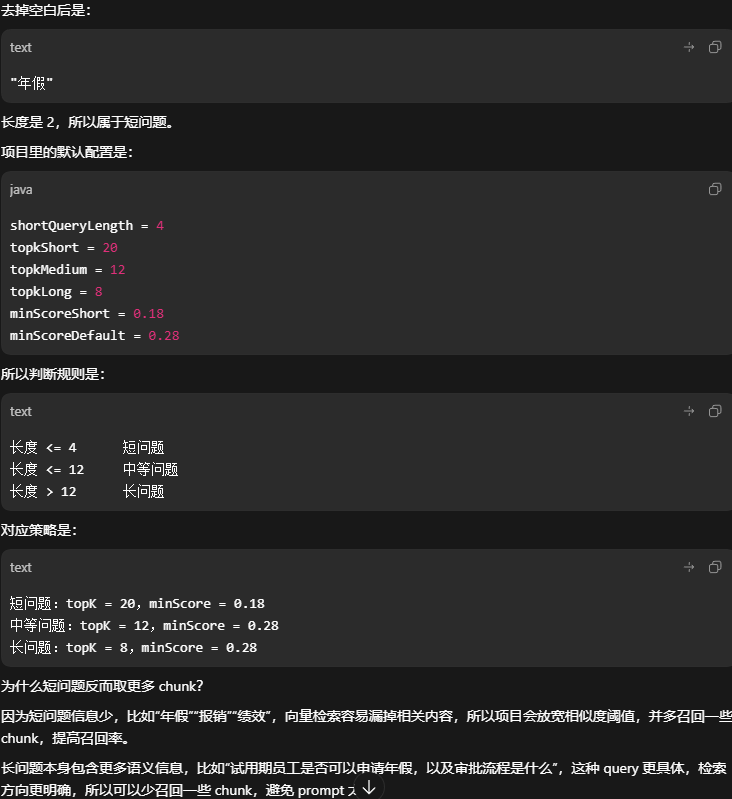 去掉空白后是：
text
"年假"
长度是 2，所以属于短问题。
项目里的默认配置是：
java
shortQueryLength = 4
topkShort = 20
topkMedium = 12
topkLong = 8
minScoreShort = 0.18
minScoreDefault = 0.28
所以判断规则是：
text
长度 <= 4 短问题
长度 <= 12 中等问题
长度 > 12 长问题
对应策略是：
text
短问题：topK = 20，minScore = 0.18
中等问题：topK = 12，minScore = 0.28
长问题：topK = 8，minScore = 0.28
为什么短问题反而取更多 chunk？
因为短问题信息少，比如“年假”“报销”“绩效”，向量检索容易漏掉相关内容，所以项目会放宽相似度阈值，并多召回一些
chunk，提高召回率。
长问题本身包含更多语义信息，比如“试用期员工是否可以申请年假，以及审批流程是什么”，这种 query 更具体，检索
方向更明确，所以可以少召回一些 chunk，避免 prompt